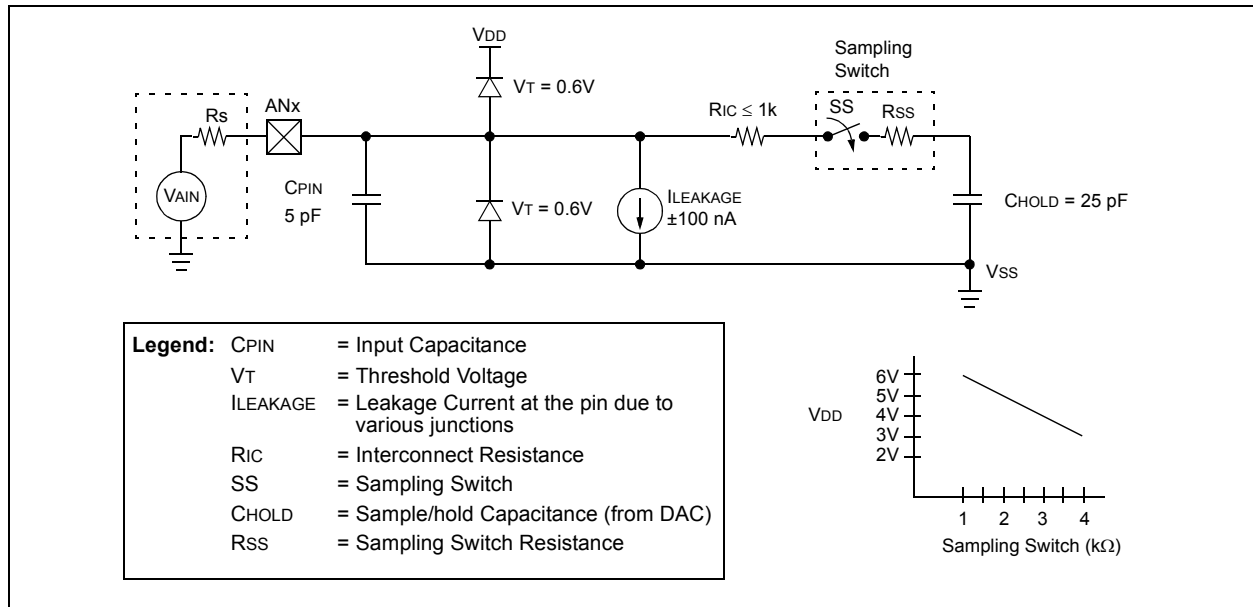 VDD
Sampling
Switch
VT = 0.6V
ANx
Rs
RIC ≤ 1k
SS
RSS
CPIN
5 pF
VAIN
VT = 0.6V
ILEAKAGE
±100 nA
CHOLD = 25 pF
VSS
Legend: CPIN = Input Capacitance
VT = Threshold Voltage
ILEAKAGE = Leakage Current at the pin due to
various junctions
RIC = Interconnect Resistance
SS = Sampling Switch
CHOLD = Sample/hold Capacitance (from DAC)
RSS = Sampling Switch Resistance
VDD
6V
5V
4V
3V
2V
1 2 3 4
Sampling Switch (kΩ)